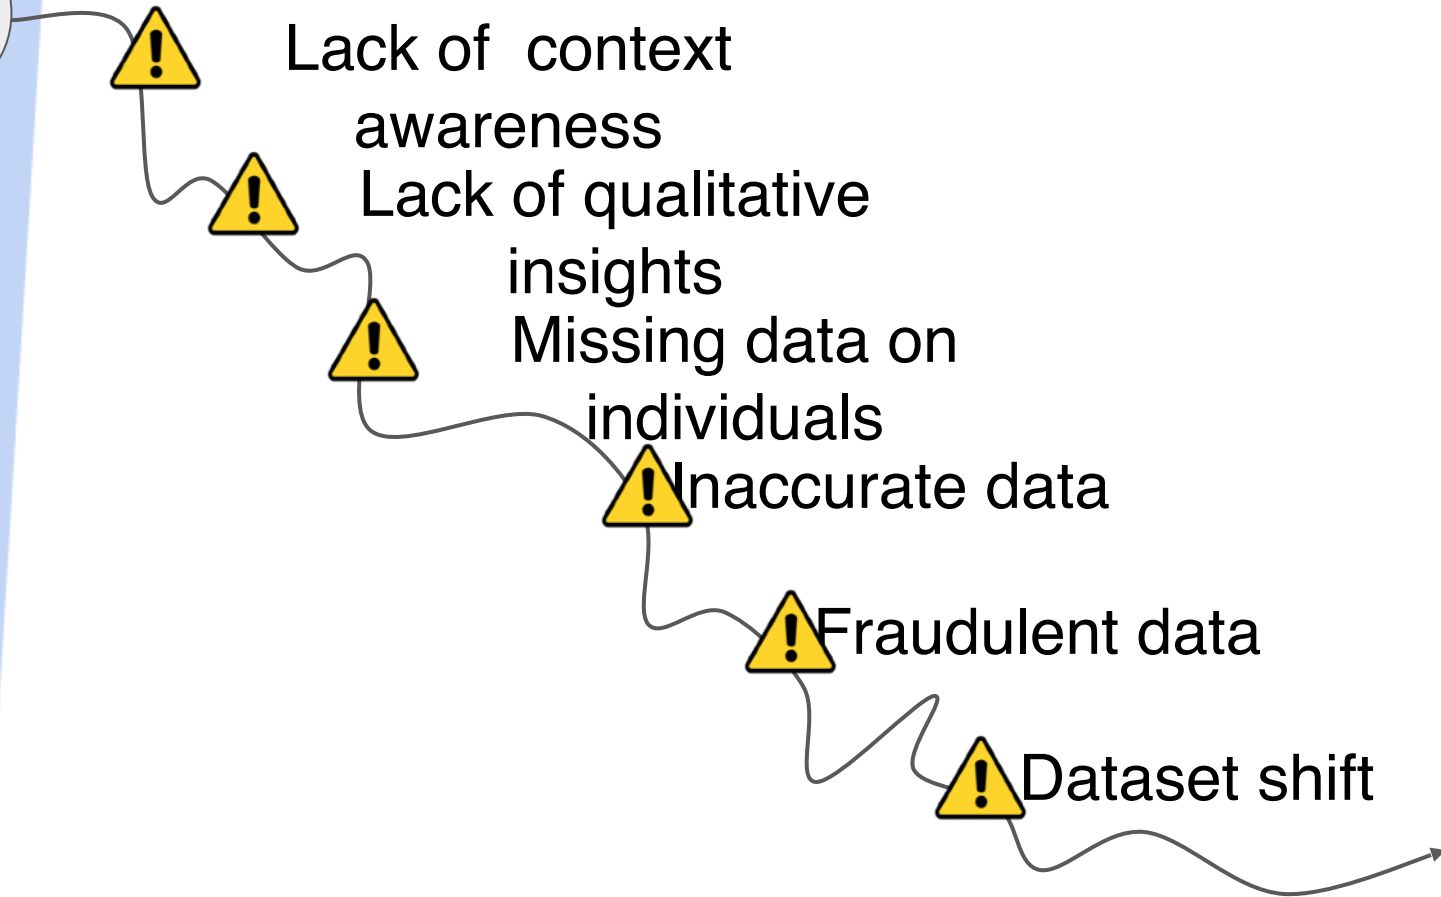 Lack of  context
awareness
Lack of qualitative
insights
Missing data on
individuals
Inaccurate data
Fraudulent data
Dataset shift